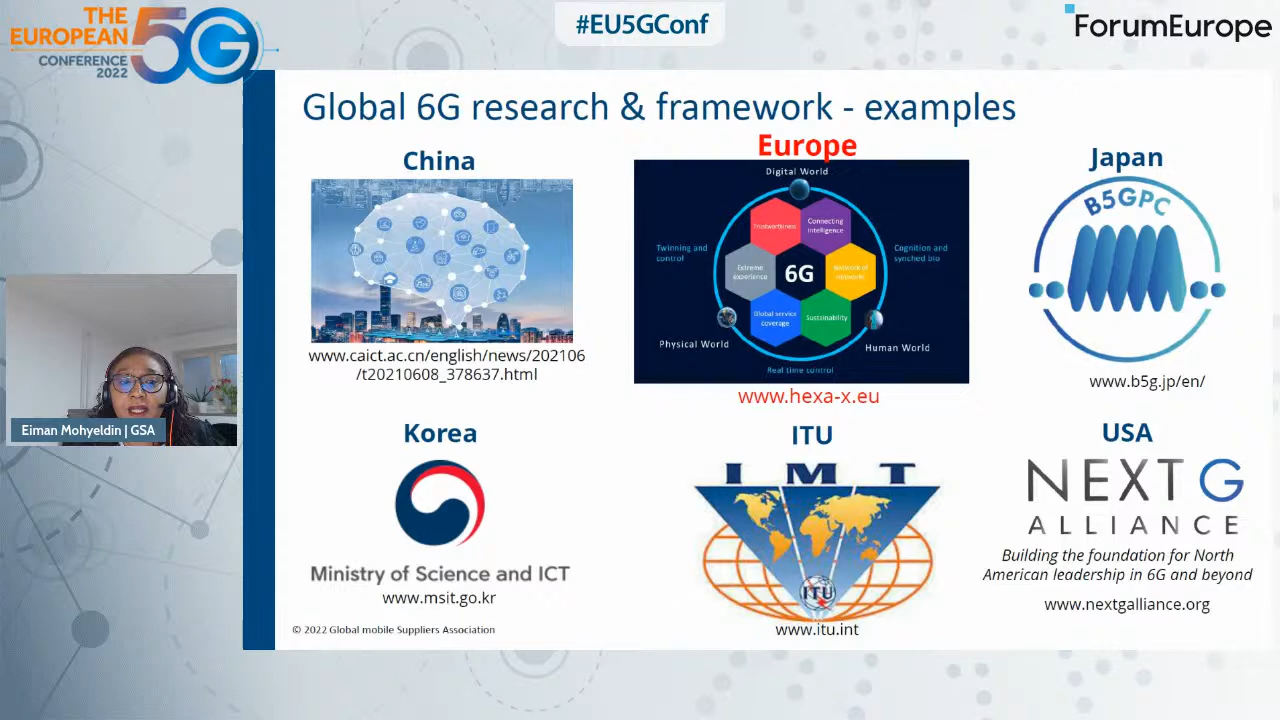 THE
EUROPEAN
CONFERENCE
2022
5G
#EU5GConf
ForumEurope
Global 6G research & framework - examples
China
www.caict.ac.cn/english/news/202106
/t20210608_378637.html
Europe
Digital World
Trustworthiness
Connecting
intelligence
Twinning and
control
Cognition and
synched bio
Extreme
experience
6G
Network of
networks
Global service
coverage
Sustainability
Physical World
Human World
Real time control
www.hexa-x.eu
Japan
B5GPC
www.b5g.jp/en/
Eiman Mohyeldin | GSA
Korea
Ministry of Science and ICT
www.msit.go.kr
ITU
IMT
ITU
www.itu.int
USA
NEXT G
ALLIANCE
Building the foundation for North
American leadership in 6G and beyond
www.nextgalliance.org
© 2022 Global mobile Suppliers Association